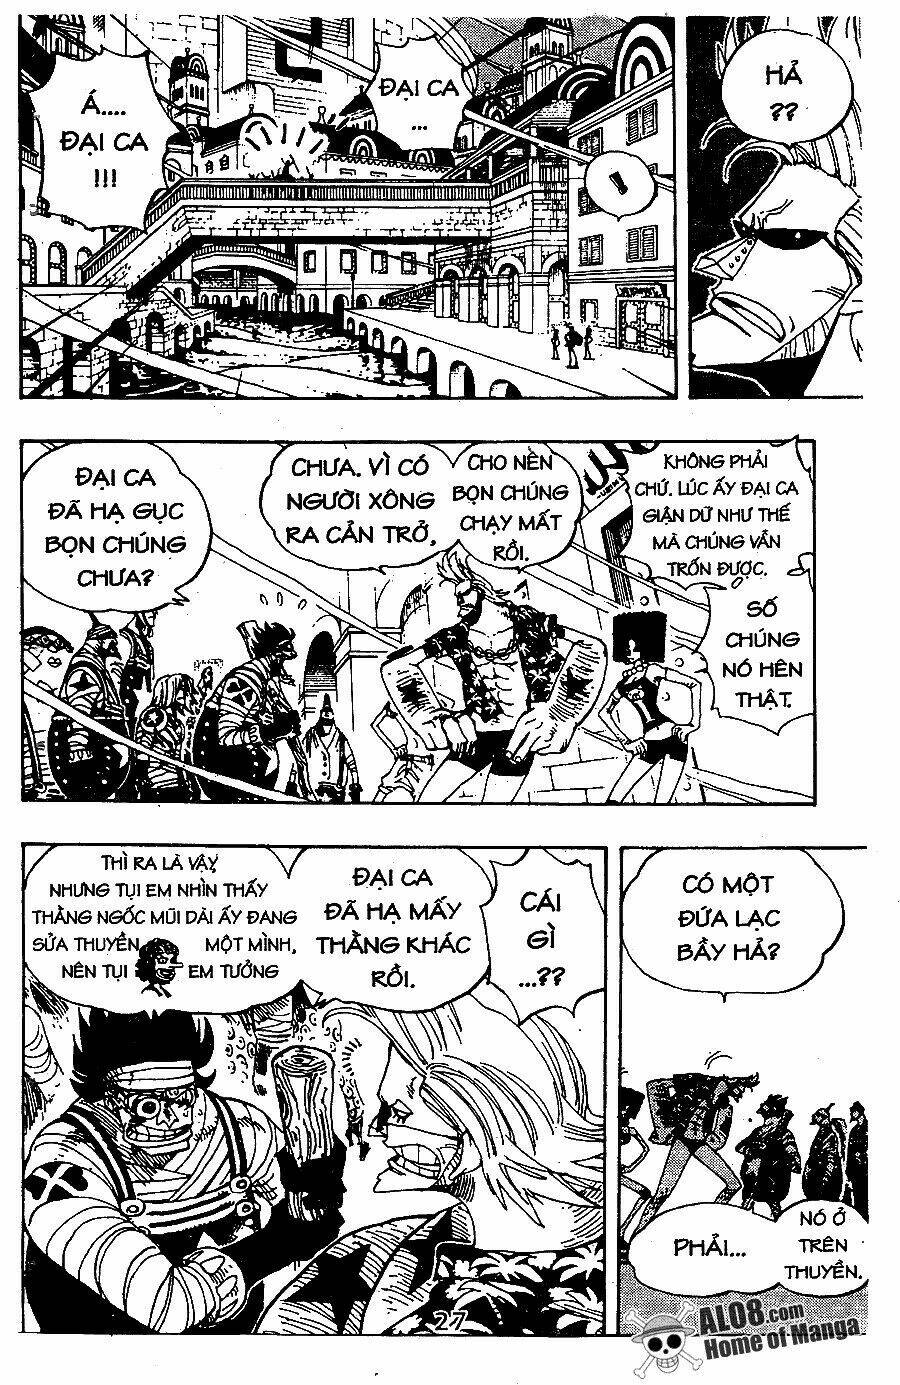 Á....
ĐẠI CA
!!!
ĐẠI CA
...
!
HẢ
??
ĐẠI CA
ĐÃ HẠ GỤC
BỌN CHÚNG
CHƯA?
CHƯA. VÌ CÓ
NGƯỜI XÔNG
RA CẢN TRỞ.
CHO NÊN
BỌN CHÚNG
CHẠY MẤT
RỒI.
KHÔNG PHẢI
CHỨ. LÚC ẤY ĐẠI CA
GIẬN DỮ NHƯ THẾ
MÀ CHÚNG VẪN
TRỐN ĐƯỢC.
SỐ
CHÚNG
NÓ HÊN
THẬT.
THÌ RA LÀ VẬY,
NHƯNG TỤI EM NHÌN THẤY
THẰNG NGỐC MŨI DÀI ẤY ĐANG
SỬA THUYỀN MỘT MÌNH,
NÊN TỤI EM TƯỞNG
ĐẠI CA
ĐÃ HẠ MẤY
THẰNG KHÁC
RỒI.
CÁI
GÌ
...??
CÓ MỘT
ĐỨA LẠC
BẦY HẢ?
PHẢI...
NÓ Ở
TRÊN
THUYỀN.
27
ALO8.com
Home of Manga